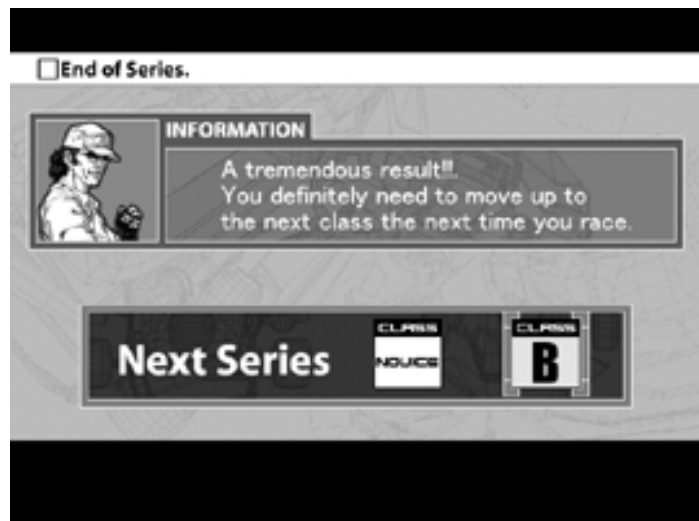 End of Series.
INFORMATION
A tremendous result!!!.
You definitely need to move up to
the next class the next time you race.
Next Series
CLASS
NOVICE
CLASS
B